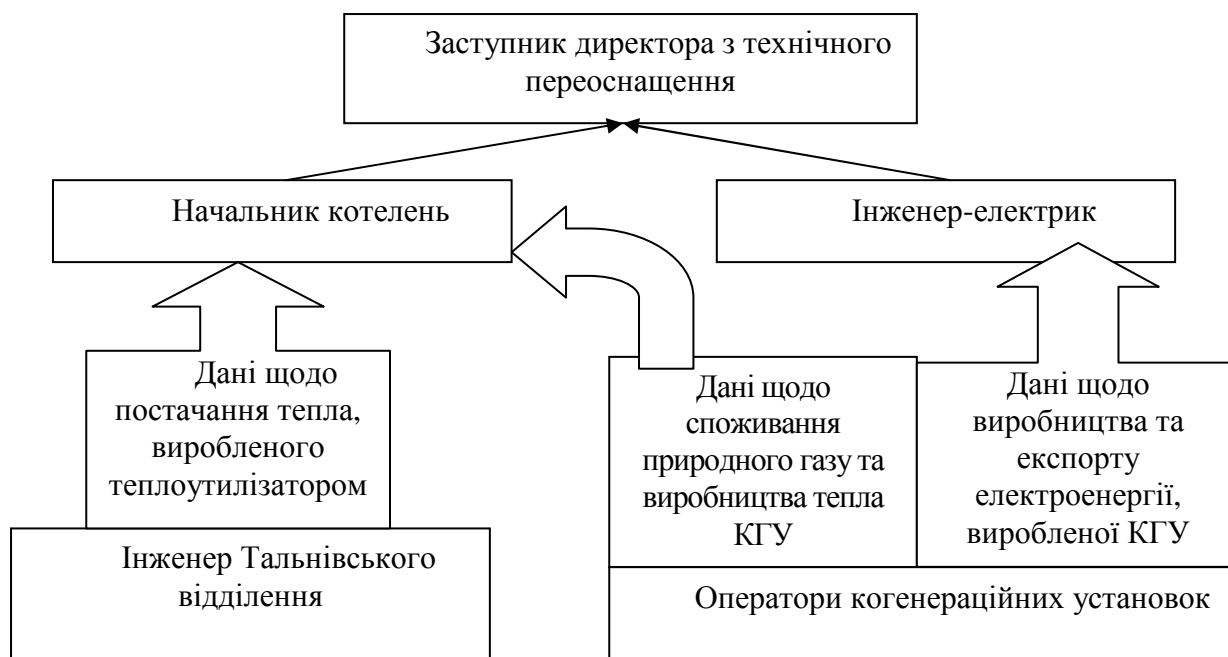 Заступник директора з технічного
переоснащення
Начальник котелень
Інженер-електрик
Дані щодо
постачання тепла,
виробленого
теплоутилізатором
Дані щодо
споживання
природного газу та
виробництва тепла
КГУ
Дані щодо
виробництва та
експорту
електроенергії,
виробленої КГУ
Інженер Тальнівського
відділення
Оператори когенераційних установок